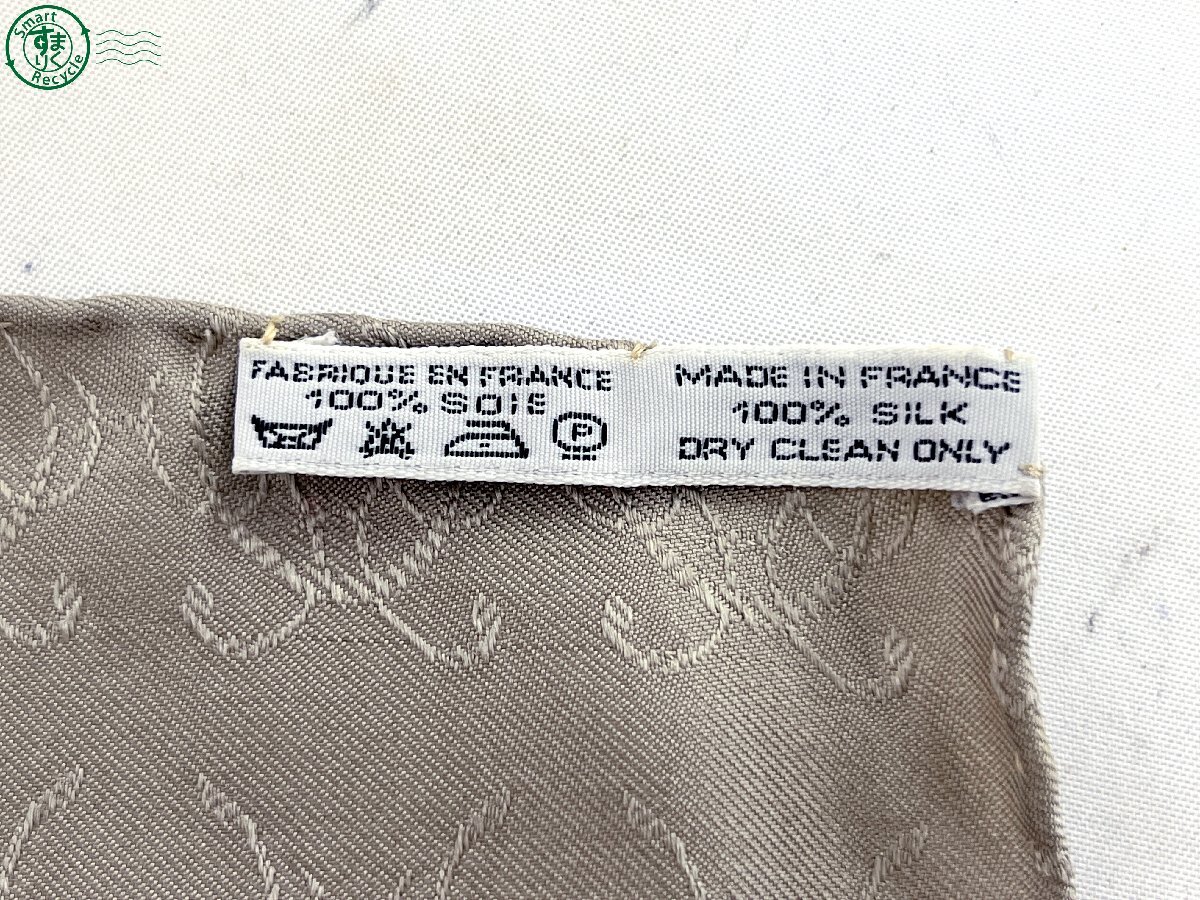 Smart
すまりく
Recycle
FABRIQUE EN FRANCE
100% SOIE
P
MADE IN FRANCE
100% SILK
DRY CLEAN ONLY